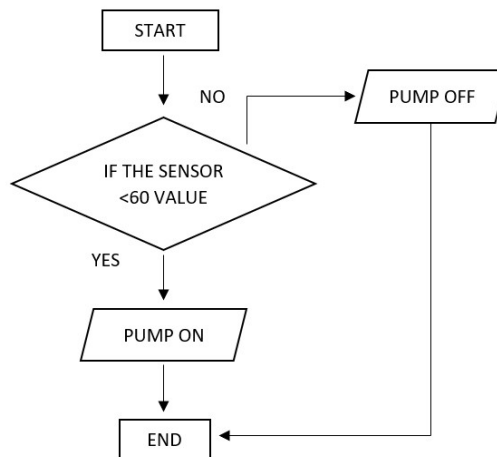 START
NO
PUMP OFF
IF THE SENSOR
<60 VALUE
YES
PUMP ON
END